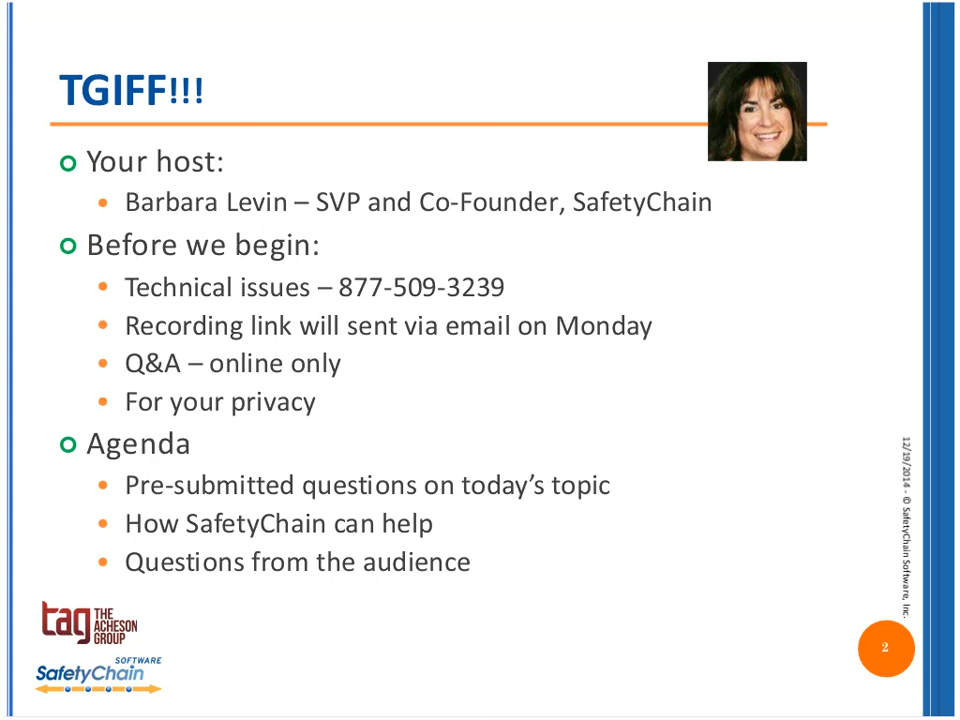 TGIFF!!!
Your host:
Barbara Levin – SVP and Co-Founder, SafetyChain
Before we begin:
Technical issues – 877-509-3239
Recording link will sent via email on Monday
Q&A – online only
For your privacy
Agenda
Pre-submitted questions on today’s topic
How SafetyChain can help
Questions from the audience
12/19/2014 - © SafetyChain Software, Inc.
tag THE
ACHESON
GROUP
SOFTWARE
SafetyChain
2